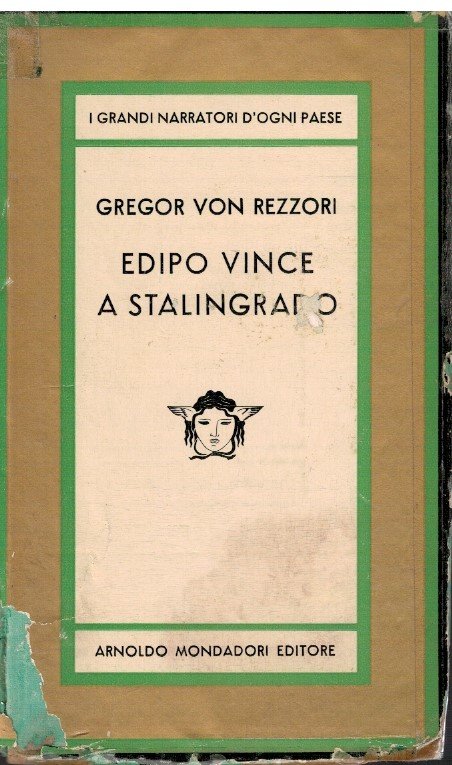 I GRANDI NARRATORI D'OGNI PAESE
GREGOR VON REZZORI
EDIPO VINCE
A STALINGRADO
ARNOLDO MONDADORI EDITORE